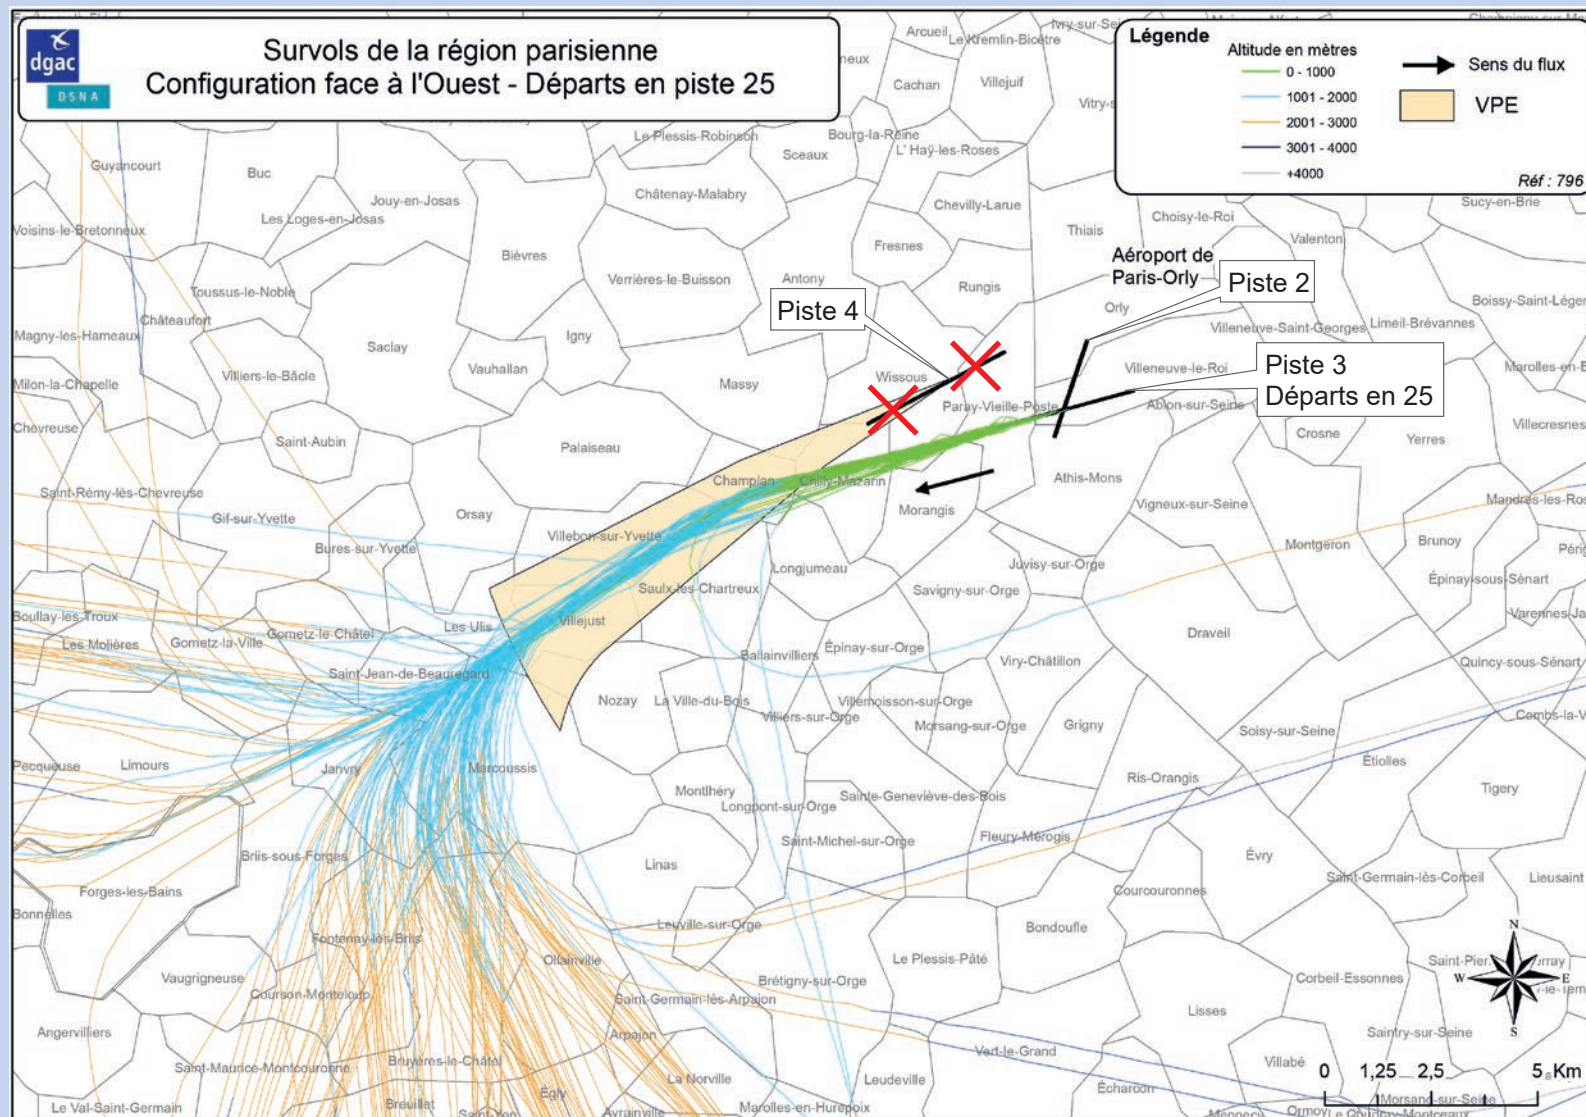 dgac
DSNA
Survols de la région parisienne
Configuration face à l'Ouest - Départs en piste 25
Légende
Altitude en mètres
0 - 1000
1001 - 2000
2001 - 3000
3001 - 4000
+4000
Sens du flux
VPE
Réf : 796
Arcueil
Le Kremlin-Bicêtre
Cachan
Villejuif
Le Plessis-Robinson
Bourg-la-Reine
L' Haÿ-les-Roses
Sceaux
Guyancourt
Buc
Jouy-en-Josas
Châtenay-Malabry
Chevilly-Larue
Les Loges-en-Josas
Voisins-le-Bretonneux
Fresnes
Thiais
Choisy-le-Roi
Sucy-en-Brie
Valenton
Bièvres
Verrières-le-Buisson
Antony
Rungis
Aéroport de
Paris-Orly
Piste 2
Toussus-le-Noble
Orly
Boissy-Saint-Léger
Piste 4
Châteaufort
Magny-les-Hameaux
Igny
Saclay
Villeneuve-Saint-Georges
Limeil-Brévannes
Vauhallan
Villiers-le-Bâcle
Massy
Wissous
Villeneuve-le-Roi
Piste 3
Départs en 25
Milon-la-Chapelle
Paray-Vieille-Poste
Ablon-sur-Seine
Chevreuse
Saint-Aubin
Palaiseau
Crosne
Yerres
Villecresnes
Champlan
Chilly-Mazarin
Athis-Mons
Saint-Rémy-lès-Chevreuse
Gif-sur-Yvette
Orsay
Morangis
Vigneux-sur-Seine
Bures-sur-Yvette
Villebon-sur-Yvette
Montgeron
Brunoy
Longjumeau
Juvisy-sur-Orge
Épinay-sous-Sénart
Saulx-les-Chartreux
Savigny-sur-Orge
Boullay-les-Troux
Les Molières
Gometz-la-Ville
Gometz-le-Châtel
Les Ulis
Villejust
Draveil
Ballainvilliers
Épinay-sur-Orge
Viry-Châtillon
Quincy-sous-Sénart
Saint-Jean-de-Beauregard
Nozay
La Ville-du-Bois
Villemoisson-sur-Orge
Villiers-sur-Orge
Morsang-sur-Orge
Grigny
Soisy-sur-Seine
Pecqueuse
Limours
Janvry
Marcoussis
Étiolles
Ris-Orangis
Tigery
Montlhéry
Longpont-sur-Orge
Sainte-Geneviève-des-Bois
Saint-Michel-sur-Orge
Fleury-Mérogis
Briis-sous-Forges
Linas
Évry
Forges-les-Bains
Saint-Germain-lès-Corbeil
Lieusaint
Bonnelles
Courcouronnes
Leuville-sur-Orge
Bondoufle
Fontenay-lès-Briis
Ollainville
Le Plessis-Pâté
Vaugrigneuse
Brétigny-sur-Orge
Corbeil-Essonnes
Courson-Monteloup
Saint-Germain-lès-Arpajon
Lisses
Angervilliers
Arpajon
Saintry-sur-Seine
Vert-le-Grand
Saint-Maurice-Montcouronne
Bruyères-le-Châtel
Villabé
La Norville
Leudeville
Écharcon
Égly
Le Val-Saint-Germain
Breuillet
Avrainville
Marolles-en-Hurepoix
Morsang-sur-Seine
N
W
E
S
0
1,25
2,5
5
Km